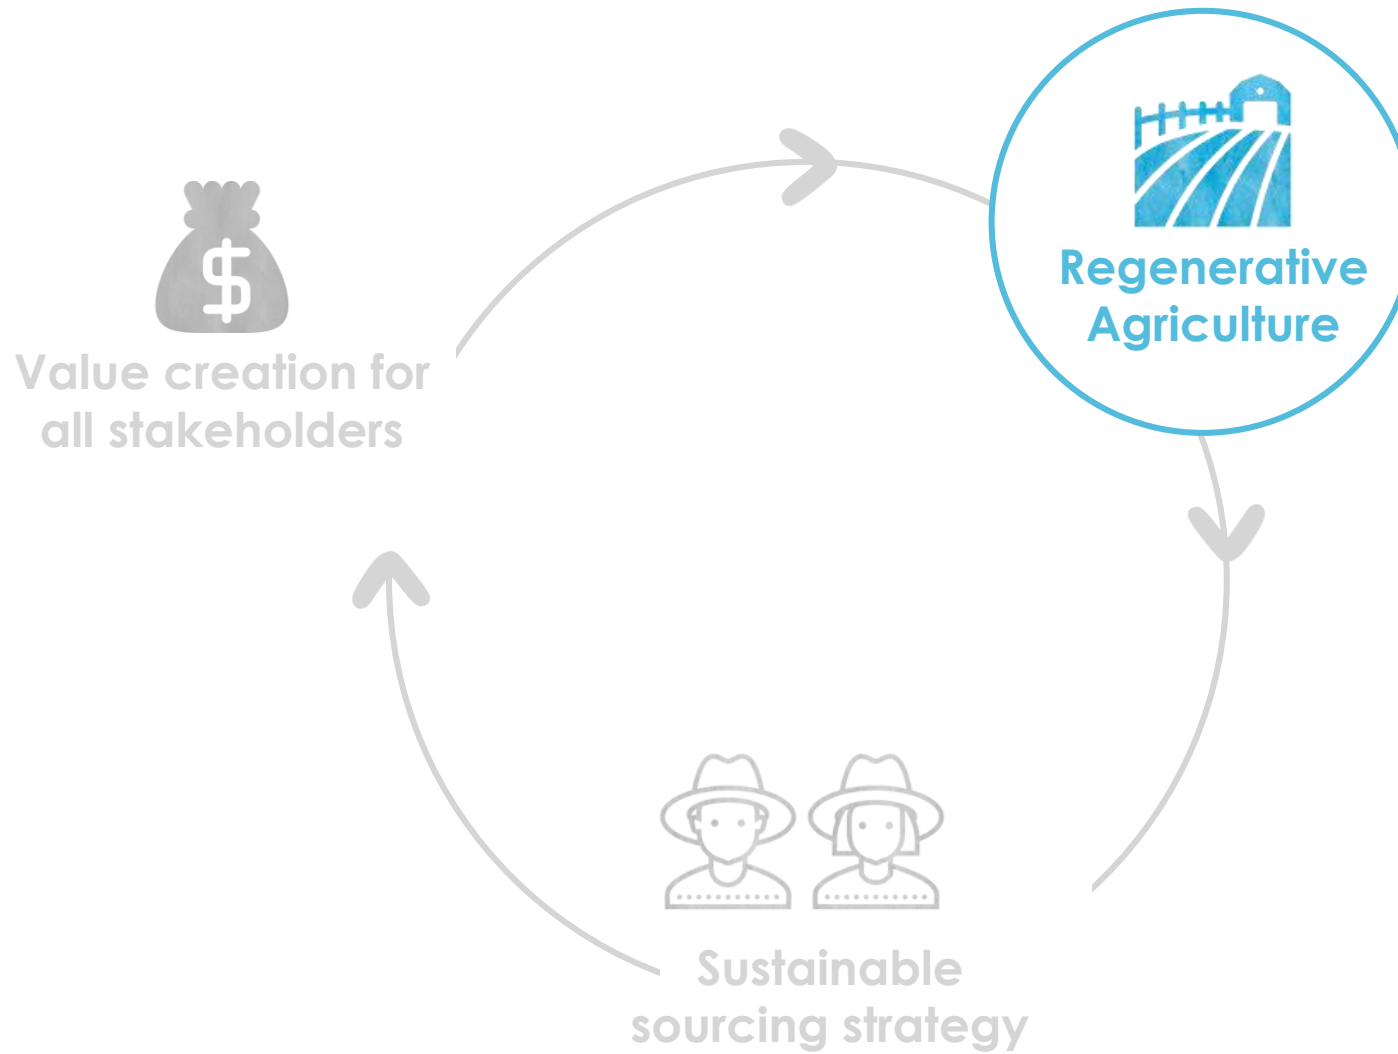 Regenerative
Agriculture
$
Value creation for
all stakeholders
Sustainable
sourcing strategy